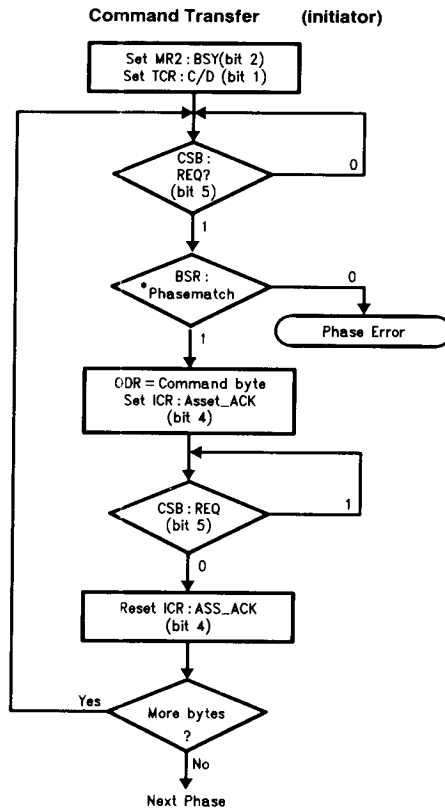 Command Transfer (initiator)
Set MR2 : BSY(bit 2)
Set TCR : C/D (bit 1)
CSB :
REQ?
(bit 5)
0
1
BSR :
* Phasematch
0
Phase Error
1
ODR = Command byte
Set ICR : Asset_ACK
(bit 4)
CSB : REQ
(bit 5)
1
0
Reset ICR : ASS_ACK
(bit 4)
Yes
More bytes
?
No
Next Phase